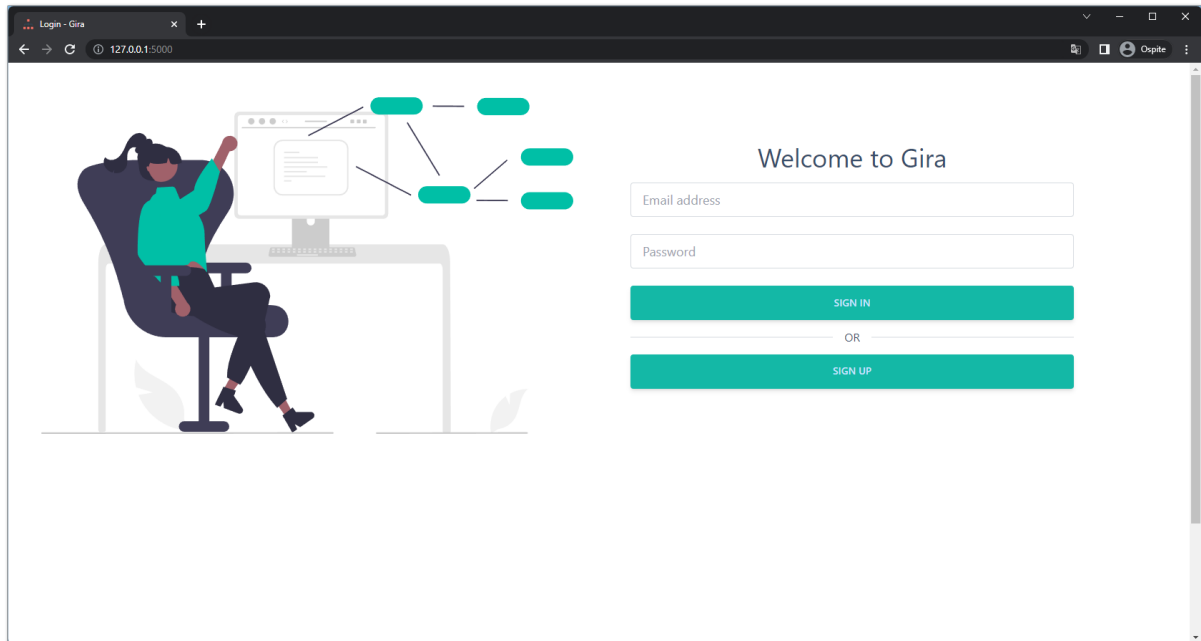 Login - Gira
127.0.0.1:5000
Ospite
Welcome to Gira
Email address
Password
SIGN IN
OR
SIGN UP